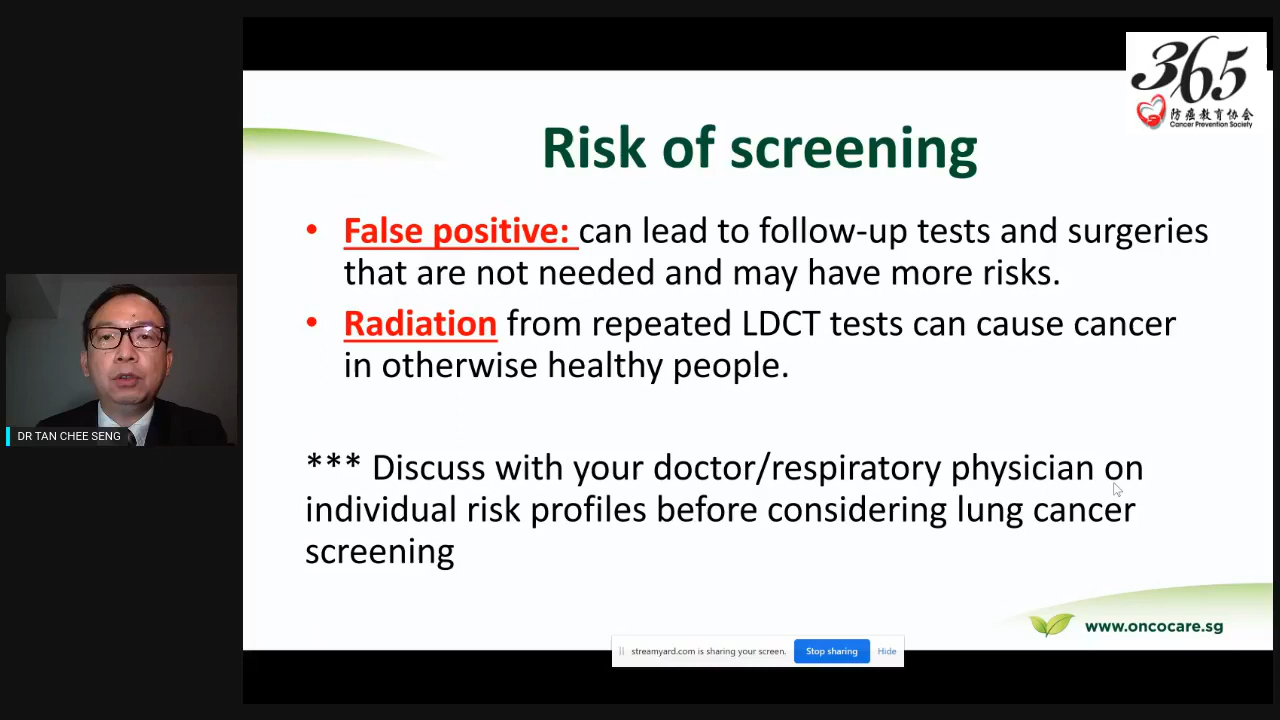 365
防癌教育协会
Cancer Prevention Society
Risk of screening
• False positive: can lead to follow-up tests and surgeries
that are not needed and may have more risks.
• Radiation from repeated LDCT tests can cause cancer
in otherwise healthy people.
*** Discuss with your doctor/respiratory physician on
individual risk profiles before considering lung cancer
screening
DR TAN CHEE SENG
www.oncocare.sg
streamyard.com is sharing your screen. Stop sharing Hide